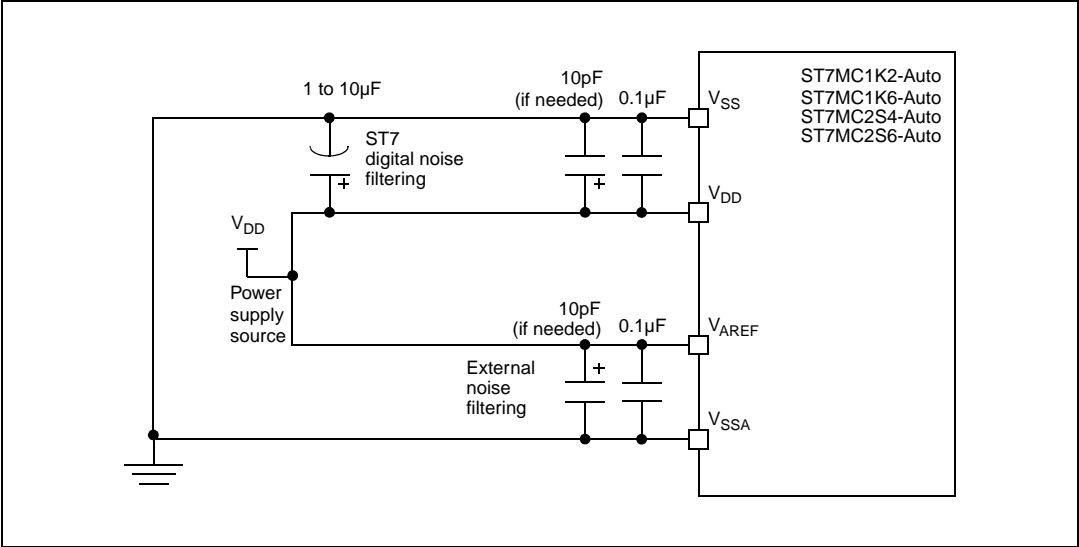 1 to 10µF
10pF
(if needed)
0.1µF
VSS
ST7MC1K2-Auto
ST7MC1K6-Auto
ST7MC2S4-Auto
ST7MC2S6-Auto
ST7
digital noise
filtering
+
+
VDD
VDD
Power
supply
source
10pF
(if needed)
0.1µF
VAREF
External
noise
filtering
+
VSSA